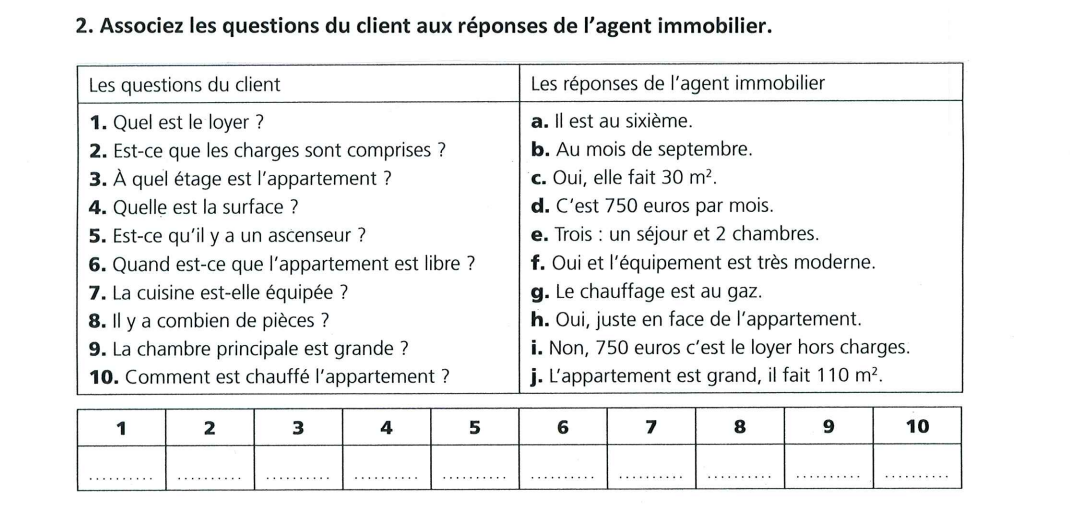 2. Associez les questions du client aux réponses de l'agent immobilier.
Les questions du client
1. Quel est le loyer ?
2. Est-ce que les charges sont comprises ?
3. À quel étage est l'appartement ?
4. Quelle est la surface ?
5. Est-ce qu'il y a un ascenseur ?
6. Quand est-ce que l'appartement est libre ?
7. La cuisine est-elle équipée ?
8. Il y a combien de pièces ?
9. La chambre principale est grande ?
10. Comment est chauffé l'appartement ?
Les réponses de l'agent immobilier
a. Il est au sixième.
b. Au mois de septembre.
c. Oui, elle fait 30 m².
d. C'est 750 euros par mois.
e. Trois : un séjour et 2 chambres.
f. Oui et l'équipement est très moderne.
g. Le chauffage est au gaz.
h. Oui, juste en face de l'appartement.
i. Non, 750 euros c'est le loyer hors charges.
j. L'appartement est grand, il fait 110 m².
1 2 3 4 5 6 7 8 9 10
.......... .......... .......... .......... .......... .......... .......... .......... .......... ..........